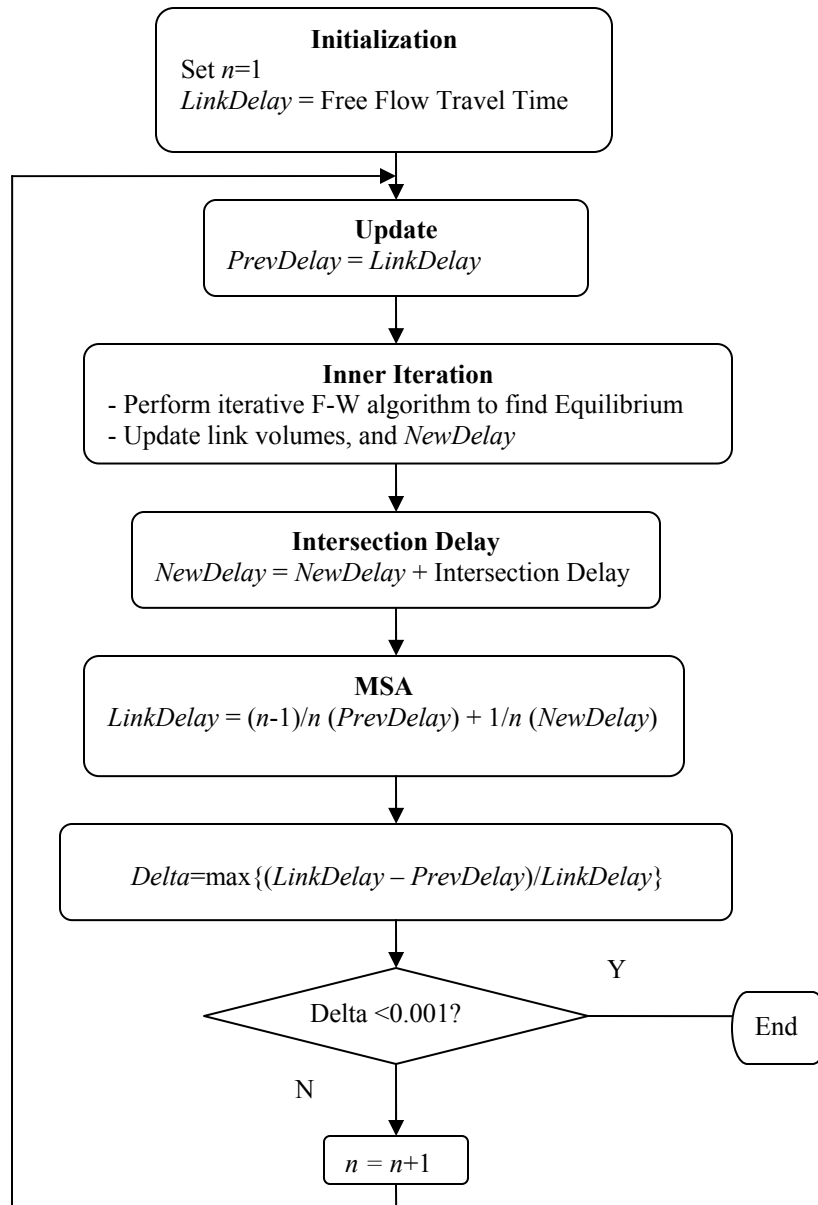 Initialization
Set n=1
LinkDelay = Free Flow Travel Time
Update
PrevDelay = LinkDelay
Inner Iteration
- Perform iterative F-W algorithm to find Equilibrium
- Update link volumes, and NewDelay
Intersection Delay
NewDelay = NewDelay + Intersection Delay
MSA
LinkDelay = (n-1)/n (PrevDelay) + 1/n (NewDelay)
Delta=max{(LinkDelay – PrevDelay)/LinkDelay}
Y
Delta <0.001?
End
N
n = n+1